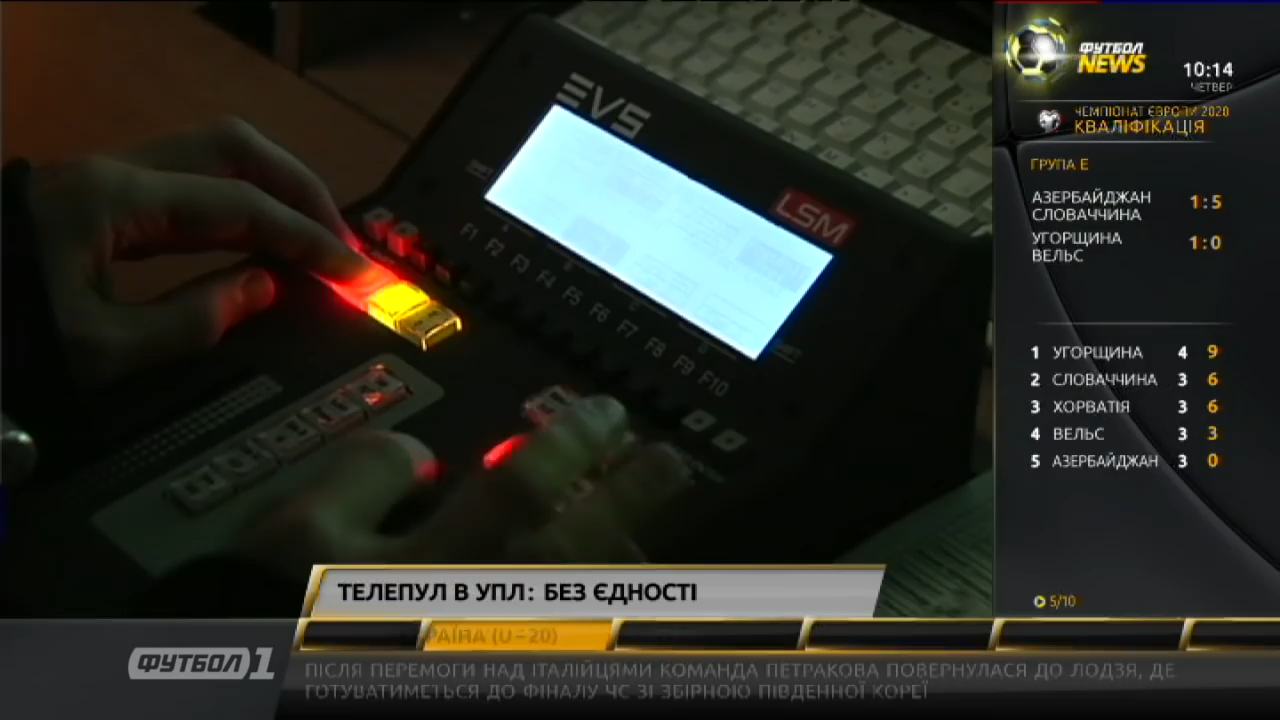 EVS
LSM
F1 F2 F3 F4 F5 F6 F7 F8 F9 F10
ФУТБОЛ
NEWS
10:14
ЧЕТВЕР
ЧЕМПІОНАТ ЄВРОПИ 2020
КВАЛІФІКАЦІЯ
ГРУПА E
АЗЕРБАЙДЖАН
СЛОВАЧЧИНА 1:5
УГОРЩИНА
ВЕЛЬС 1:0
1 УГОРЩИНА 4 9
2 СЛОВАЧЧИНА 3 6
3 ХОРВАТІЯ 3 6
4 ВЕЛЬС 3 3
5 АЗЕРБАЙДЖАН 3 0
5/10
ТЕЛЕПУЛ В УПЛ: БЕЗ ЄДНОСТІ
РАЇНА (U-20)
ФУТБОЛ 1
ПІСЛЯ ПЕРЕМОГИ НАД ІТАЛІЙЦЯМИ КОМАНДА ПЕТРАКОВА ПОВЕРНУЛАСЯ ДО ЛОДЗЯ, ДЕ
ГОТУВАТИМЕТЬСЯ ДО ФІНАЛУ ЧС ЗІ ЗБІРНОЮ ПІВДЕННОЇ КОРЕЇ